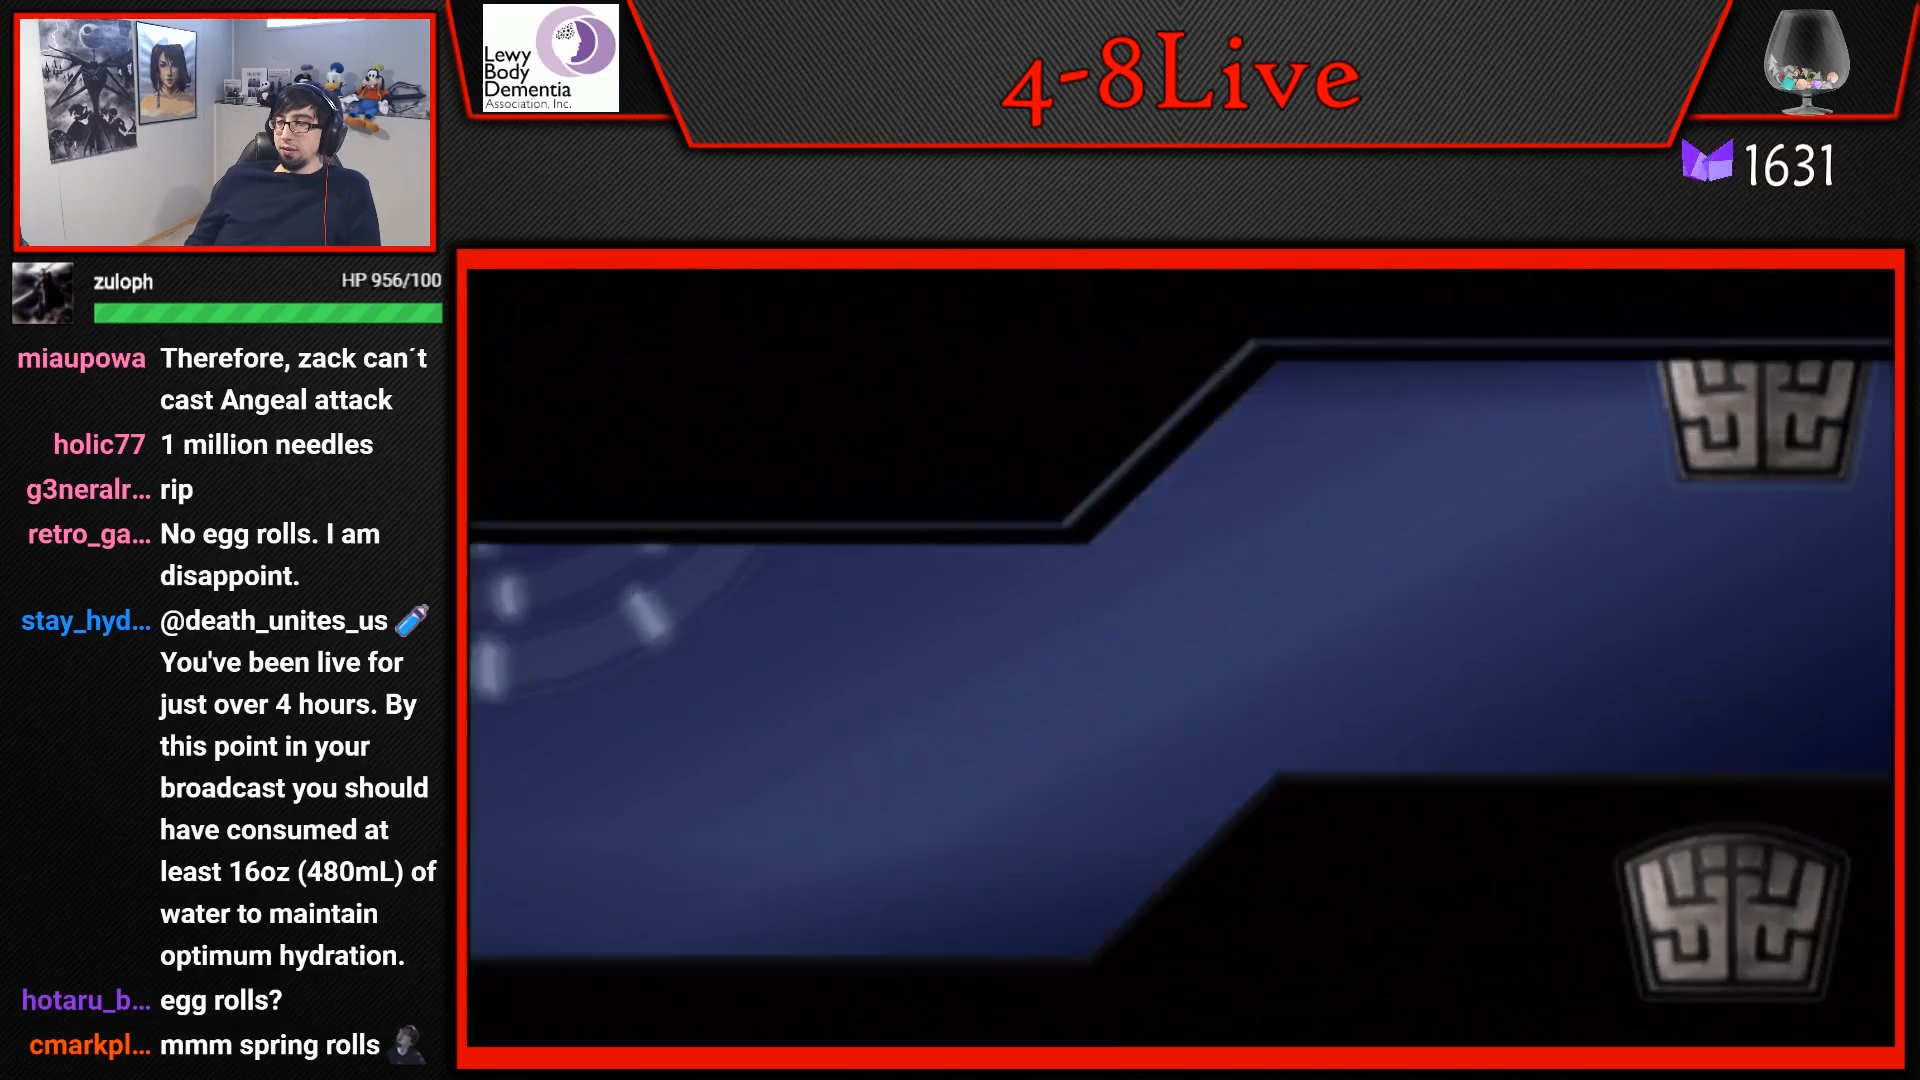 Lewy
Body
Dementia
Association, Inc.
4-8Live
1631
zuloph HP 956/100
miaupowa Therefore, zack can´t
cast Angeal attack
holic77 1 million needles
g3neralr... rip
retro_ga... No egg rolls. I am
disappoint.
stay_hyd... @death_unites_us
You've been live for
just over 4 hours. By
this point in your
broadcast you should
have consumed at
least 16oz (480mL) of
water to maintain
optimum hydration.
hotaru_b... egg rolls?
cmarkpl... mmm spring rolls